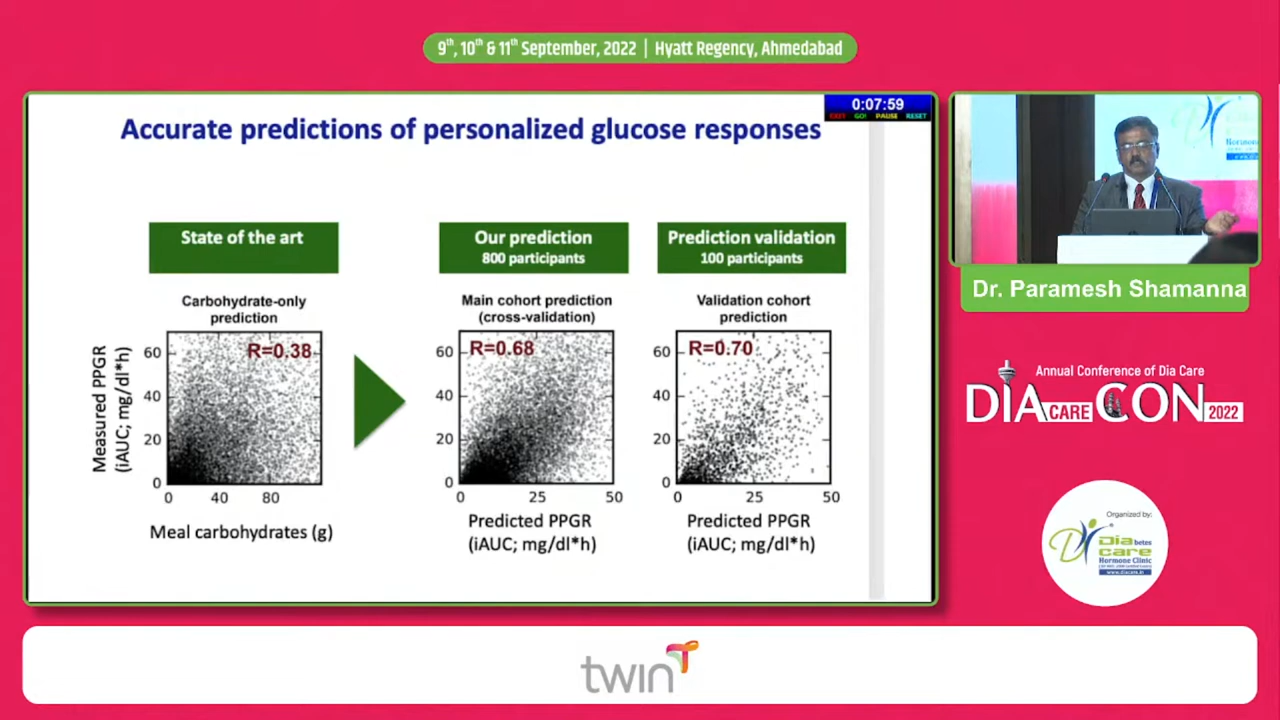 9th, 10th & 11th September, 2022 | Hyatt Regency, Ahmedabad
0:07:59
EXIT GO! PAUSE RESET
Accurate predictions of personalized glucose responses
State of the art
Our prediction
800 participants
Prediction validation
100 participants
Carbohydrate-only
prediction
Main cohort prediction
(cross-validation)
Validation cohort
prediction
Measured PPGR
(iAUC; mg/dl*h)
60
40
20
0
R=0.38
0 40 80
Meal carbohydrates (g)
60
40
20
0
R=0.68
0 25 50
Predicted PPGR
(iAUC; mg/dl*h)
60
40
20
0
R=0.70
0 25 50
Predicted PPGR
(iAUC; mg/dl*h)
Hormone
Dr. Paramesh Shamanna
Annual Conference of Dia Care
DIA CARE CON 2022
Organized by:
Diabetes
care
Hormone Clinic
www.diacare.in
twin